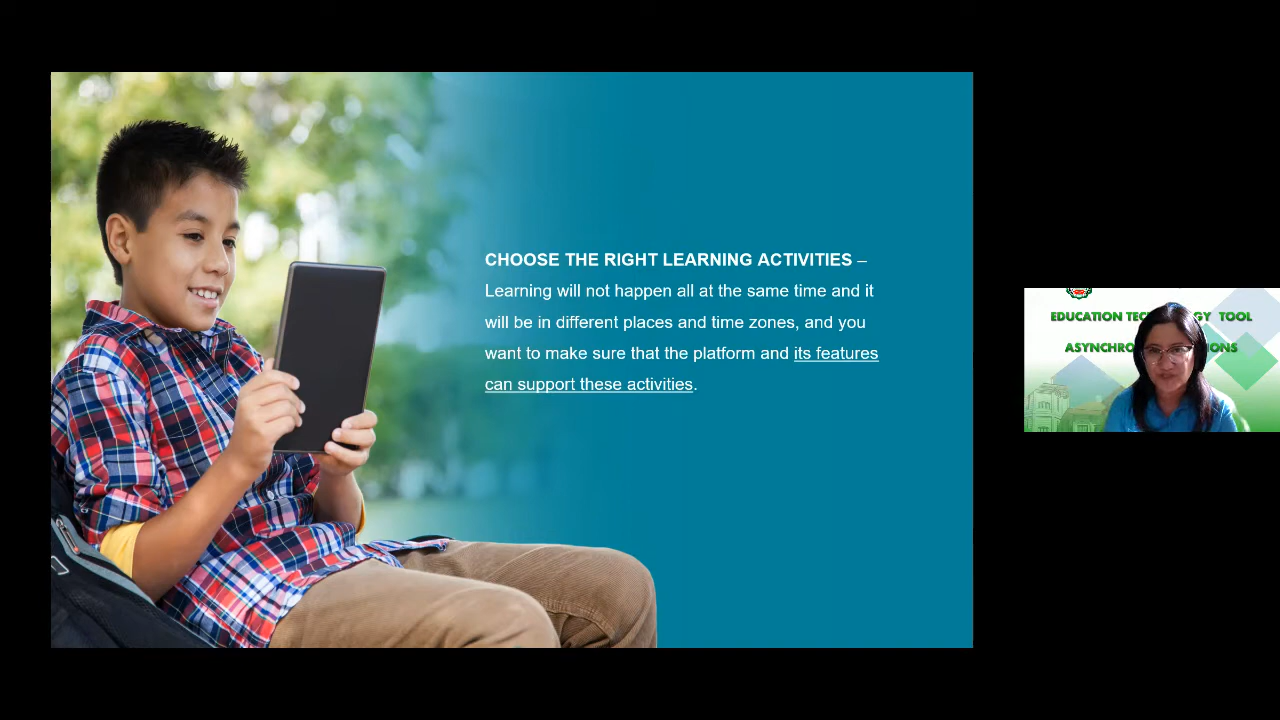 CHOOSE THE RIGHT LEARNING ACTIVITIES –
Learning will not happen all at the same time and it
will be in different places and time zones, and you
want to make sure that the platform and its features
can support these activities.
EDUCATION TOOL